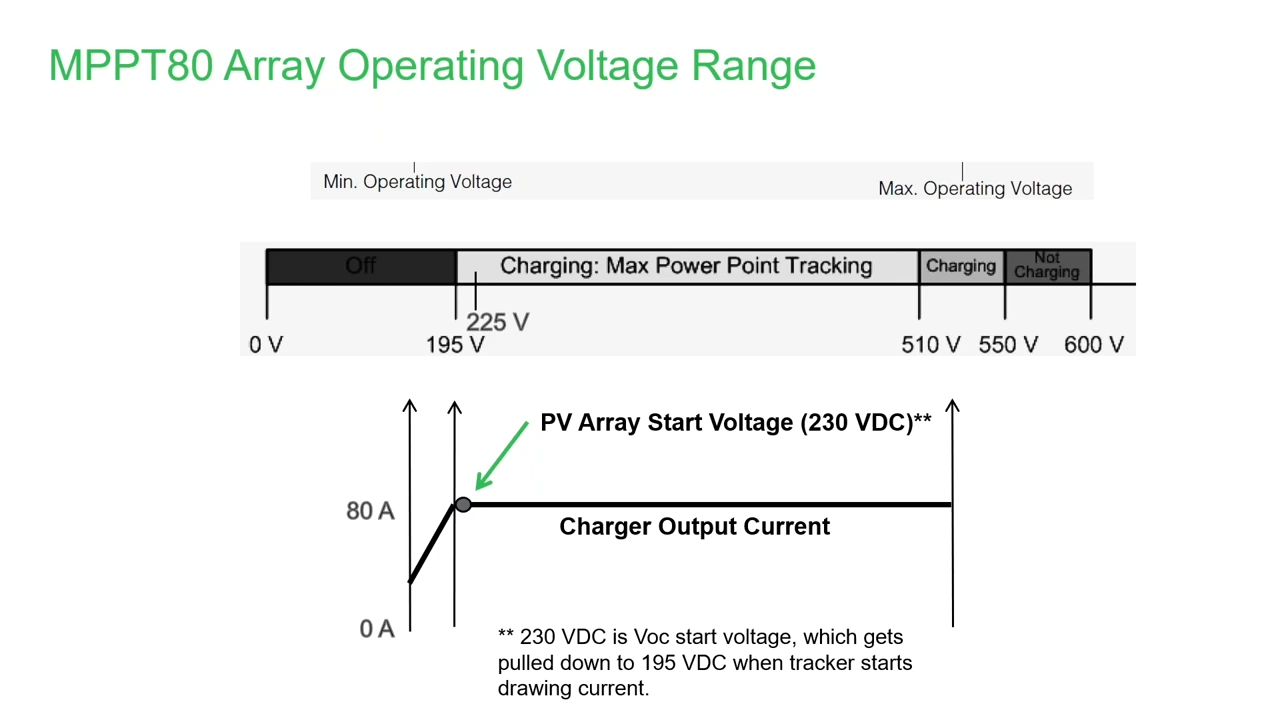 MPPT80 Array Operating Voltage Range
Min. Operating Voltage
Max. Operating Voltage
Off
Charging: Max Power Point Tracking
Charging
Not
Charging
225 V
0 V
195 V
510 V
550 V
600 V
PV Array Start Voltage (230 VDC)**
80 A
Charger Output Current
0 A
** 230 VDC is Voc start voltage, which gets
pulled down to 195 VDC when tracker starts
drawing current.